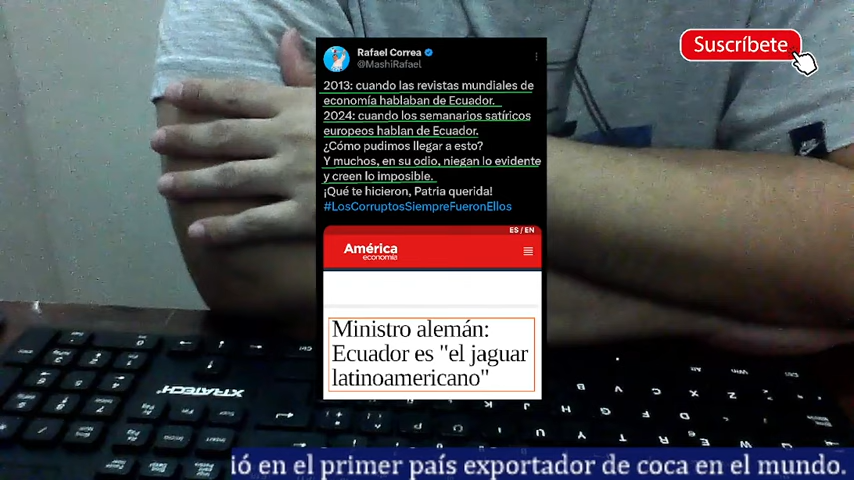 Suscríbete
Rafael Correa
@MashiRafael
2013: cuando las revistas mundiales de
economía hablaban de Ecuador.
2024: cuando los semanarios satíricos
europeos hablan de Ecuador.
¿Cómo pudimos llegar a esto?
Y muchos, en su odio, niegan lo evidente
y creen lo imposible.
¡Qué te hicieron, Patria querida!
#LosCorruptosSiempreFueronEllos
ES / EN
América
economía
Ministro alemán:
Ecuador es "el jaguar
latinoamericano"
XTRATECH
ió en el primer país exportador de coca en el mundo.